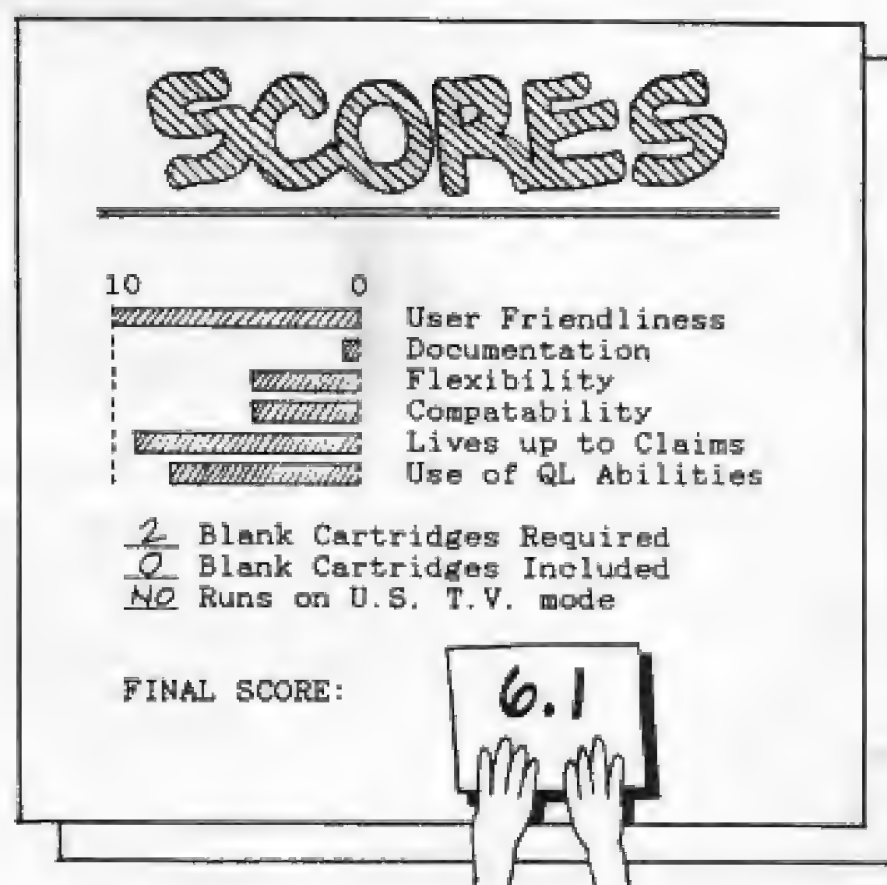 SCORES
10 0
User Friendliness
Documentation
Flexibility
Compatability
Lives up to Claims
Use of QL Abilities
2 Blank Cartridges Required
0 Blank Cartridges Included
NO Runs on U.S. T.V. mode
FINAL SCORE: 6.1